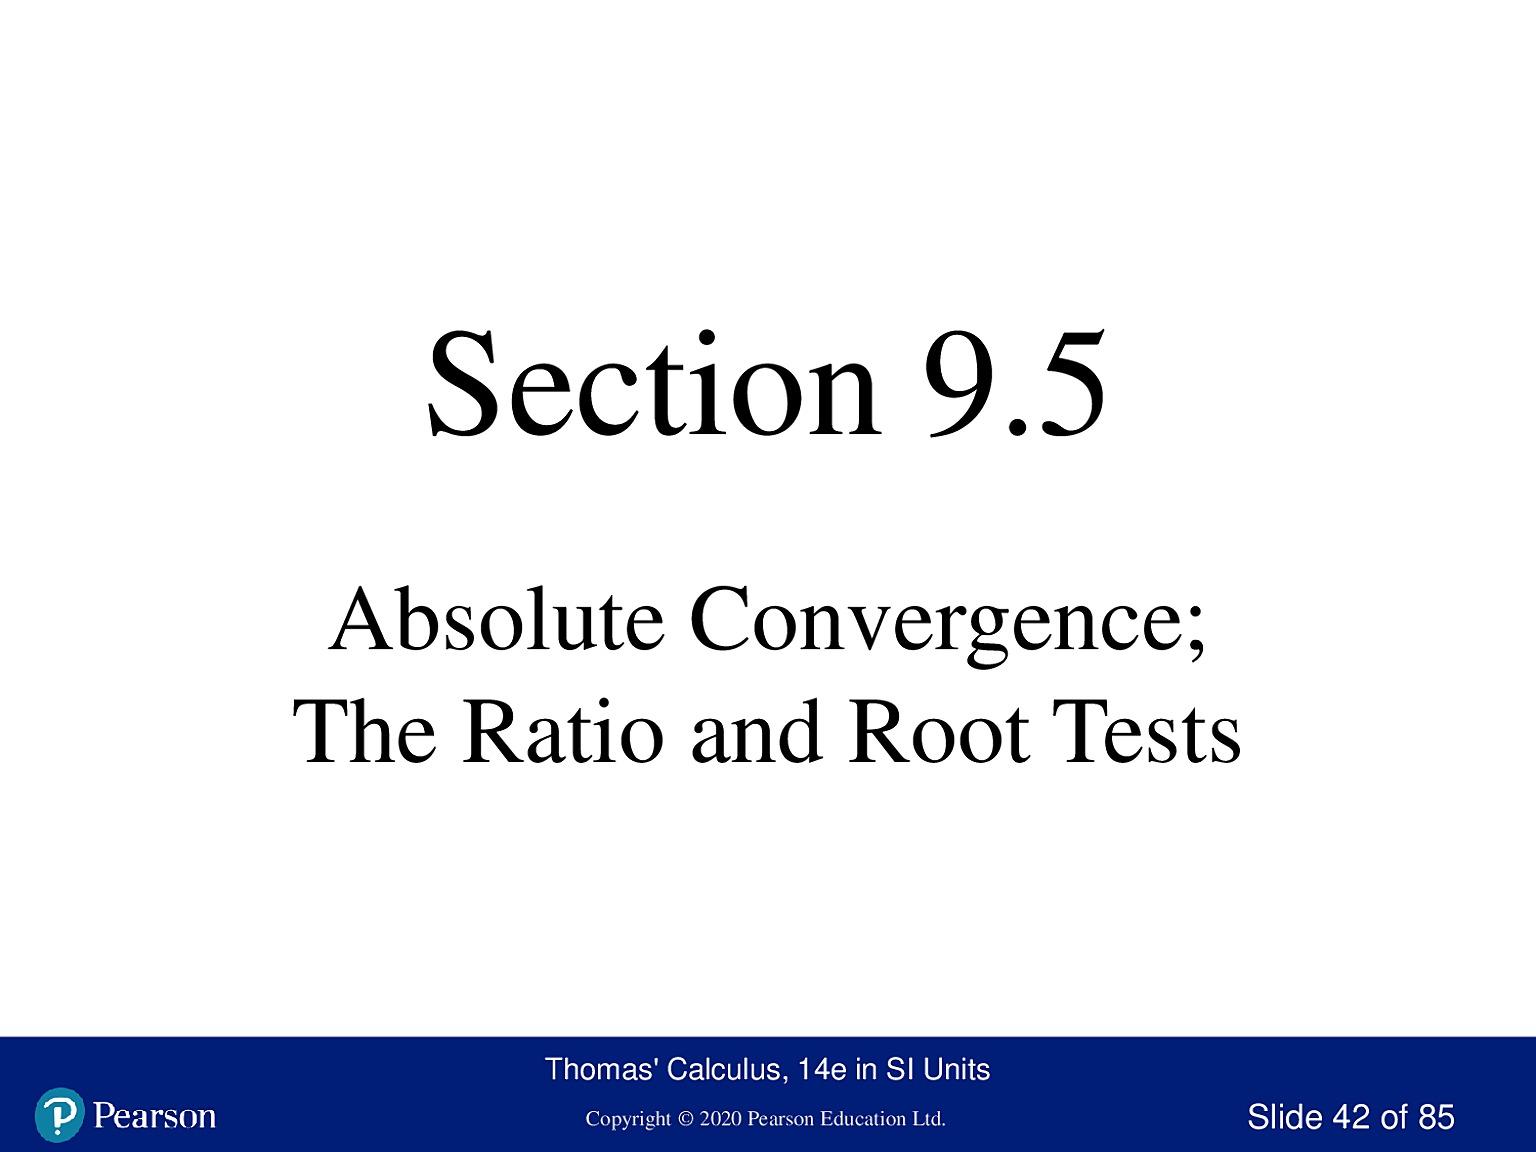 Section 9.5
Absolute Convergence;
The Ratio and Root Tests
Thomas' Calculus, 14e in SI Units
Pearson
Copyright © 2020 Pearson Education Ltd.
Slide 42 of 85